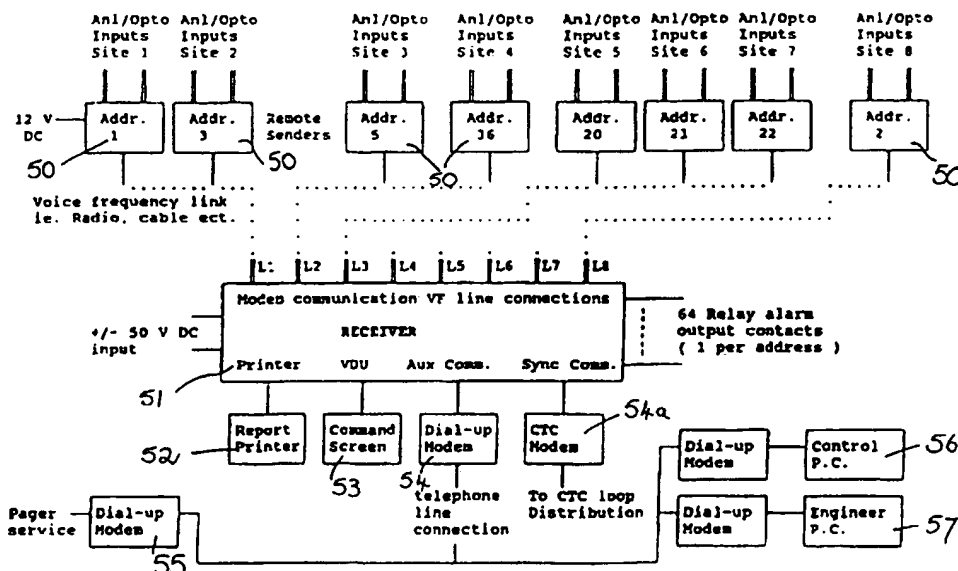 Anl/Opto Anl/Opto Anl/Opto Anl/Opto Anl/Opto Anl/Opto Anl/Opto Anl/Opto
Inputs Inputs Inputs Inputs Inputs Inputs Inputs Inputs
Site 1 Site 2 Site 3 Site 4 Site 5 Site 6 Site 7 Site 8
12 V DC
Addr. 1
Addr. 3
Remote Senders
Addr. 5
Addr. 36
Addr. 20
Addr. 21
Addr. 22
Addr. 2
50 50 50 50
Voice frequency link
ie. Radio, cable ect.
L1 L2 L3 L4 L5 L6 L7 L8
Modem communication VF line connections
RECEIVER
+/- 50 V DC
input
64 Relay alarm
output contacts
( 1 per address )
Printer VDU Aux Comm. Sync Comm.
51
Report
Printer
52
Command
Screen
53
Dial-up
Modem
54
CTC
Modem
54a
telephone
line
connection
To CTC loop
Distribution
Dial-up
Modem
Control
P.C.
56
Pager
service
Dial-up
Modem
55
Dial-up
Modem
Engineer
P.C.
57